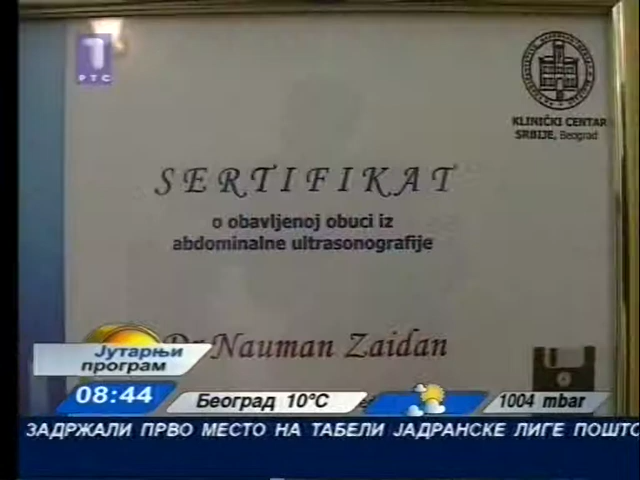 1
РТС
KLINIČKI CENTAR
SRBIJE, Beograd
SERTIFIKAT
o obavljenoj obuci iz
abdominalne ultrasonografije
Dr Nauman Zaidan
Јутарњи
програм
08:44
Београд 10°C
1004 mbar
ЗАДРЖАЛИ ПРВО МЕСТО НА ТАБЕЛИ ЈАДРАНСКЕ ЛИГЕ ПОШТО